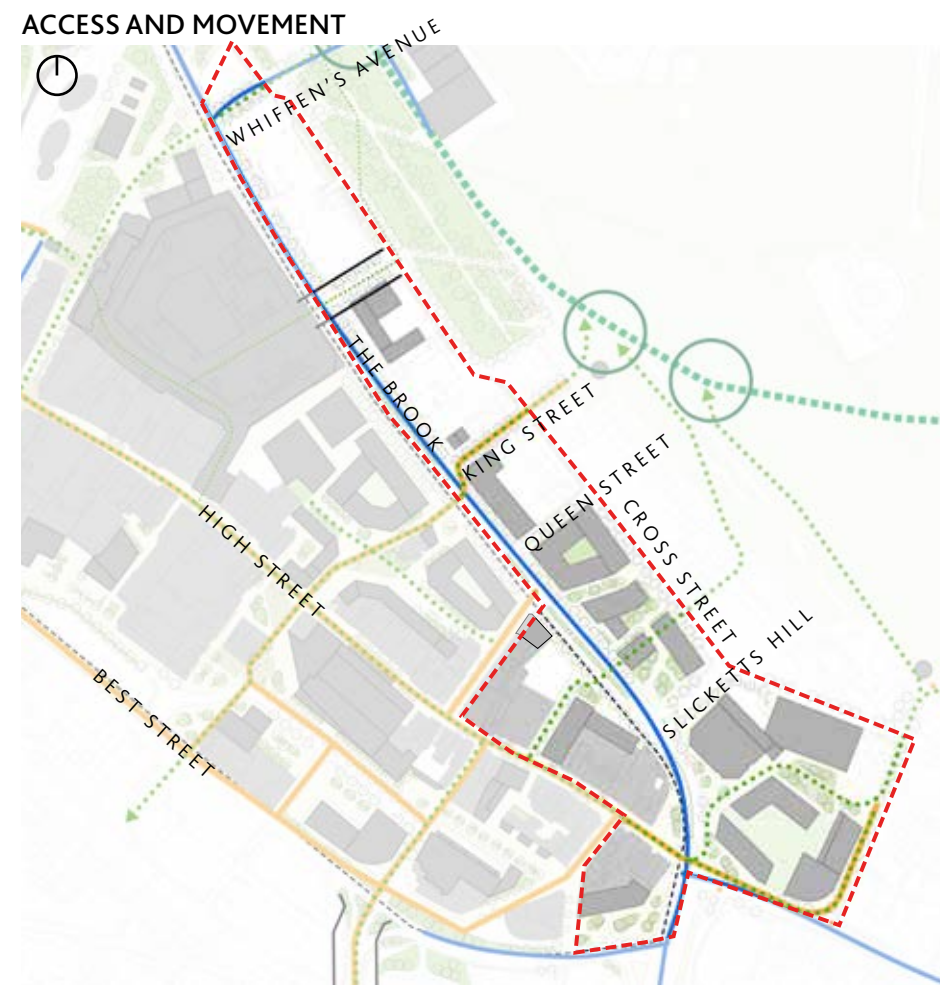 ACCESS AND MOVEMENT
WHIFFEN'S AVENUE
THE BROOK
KING STREET
QUEEN STREET
CROSS STREET
HIGH STREET
SLICKETTS HILL
BEST STREET